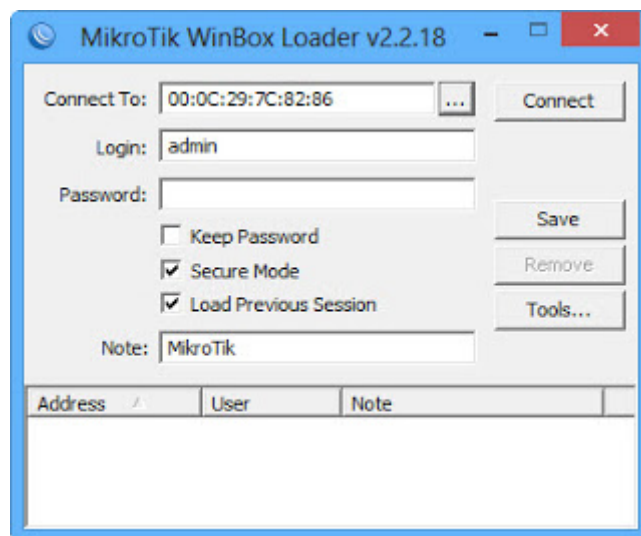 MikroTik WinBox Loader v2.2.18
Connect To: 00:0C:29:7C:82:86 ... Connect
Login: admin
Password:
Save
Keep Password
Remove
Secure Mode
Load Previous Session
Tools...
Note: MikroTik
Address User Note